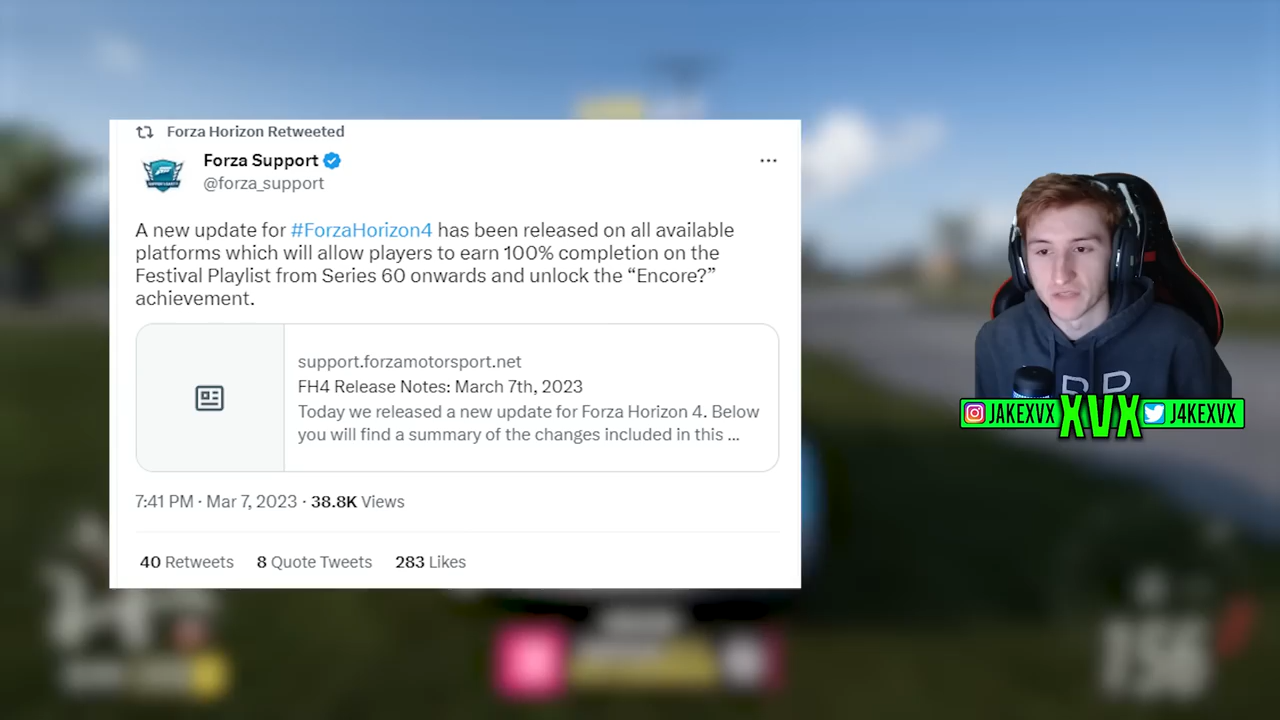 Forza Horizon Retweeted
Forza Support
@forza_support
A new update for #ForzaHorizon4 has been released on all available
platforms which will allow players to earn 100% completion on the
Festival Playlist from Series 60 onwards and unlock the “Encore?”
achievement.
support.forzamotorsport.net
FH4 Release Notes: March 7th, 2023
Today we released a new update for Forza Horizon 4. Below
you will find a summary of the changes included in this ...
7:41 PM · Mar 7, 2023 · 38.8K Views
40 Retweets 8 Quote Tweets 283 Likes
JAKEXVX XVX J4KEXVX